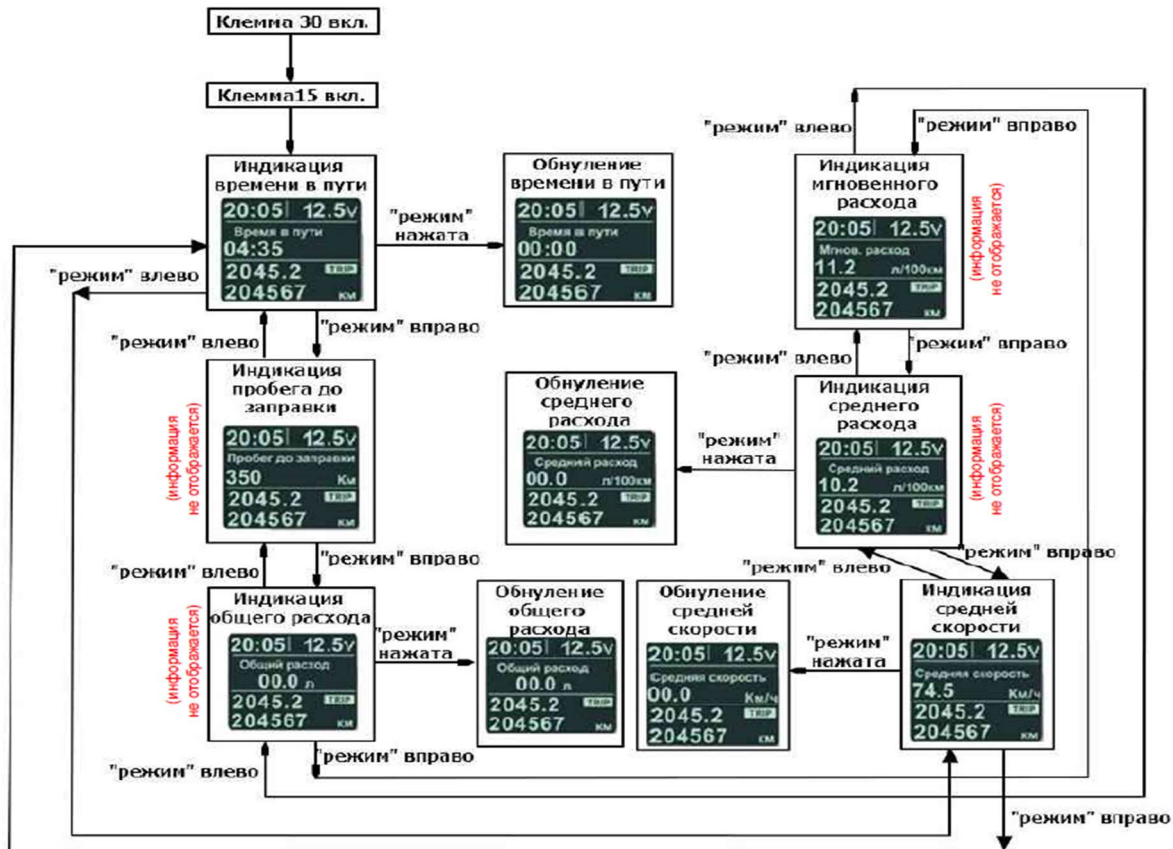 Клемма 30 вкл.
Клемма15 вкл.
Индикация
времени в пути
20:05 12.5v
Время в пути
04:35
2045.2 TRIP
204567 км
"режим"
нажата
Обнуление
времени в пути
20:05 12.5v
Время в пути
00:00
2045.2 TRIP
204567 км
"режим" влево
"режии" вправо
Индикация
мгновенного
расхода
20:05 12.5v
Мгнов. расход
11.2 л/100км
2045.2 TRIP
204567 км
(информация
не отображается)
"режим" влево
"режим" влево
"режим" вправо
"режим" влево
"режим" вправо
Индикация
пробега до
заправки
20:05 12.5v
Пробег до заправки
350 Км
2045.2 TRIP
204567 км
(информация
не отображается)
Обнуление
среднего
расхода
20:05 12.5v
Средний расход
00.0 л/100км
2045.2 TRIP
204567 км
"режим"
нажата
Индикация
среднего
расхода
20:05 12.5v
Средний расход
10.2 л/100км
2045.2 TRIP
204567 км
(информация
не отображается)
"режим" влево
"режим" вправо
"режим" влево
"режим" вправо
Индикация
общего расхода
20:05 12.5v
Общий расход
00.0 л
2045.2 TRIP
204567 км
(информация
не отображается)
"режим"
нажата
Обнуление
общего
расхода
20:05 12.5v
Общий расход
00.0 л
2045.2 TRIP
204567 км
Обнуление
средней
скорости
20:05 12.5v
Средняя скорость
00.0 Км/ч
2045.2 TRIP
204567 км
"режим"
нажата
Индикация
средней
скорости
20:05 12.5v
Средняя скорость
74.5 Км/ч
2045.2 TRIP
204567 км
"режим" влево
"режим" вправо
"режим" вправо